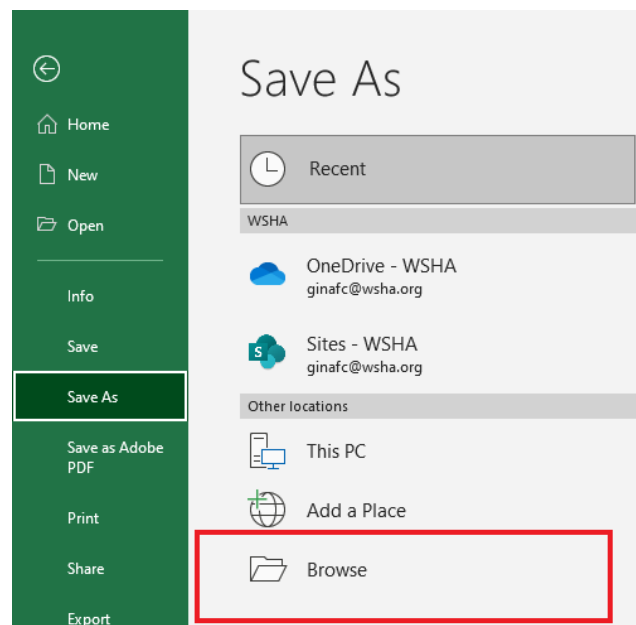 Save As
Home
New
Open
Info
Save
Save As
Save as Adobe
PDF
Print
Share
Export
Recent
WSHA
OneDrive - WSHA
ginafc@wsha.org
S
Sites - WSHA
ginafc@wsha.org
Other locations
This PC
Add a Place
Browse